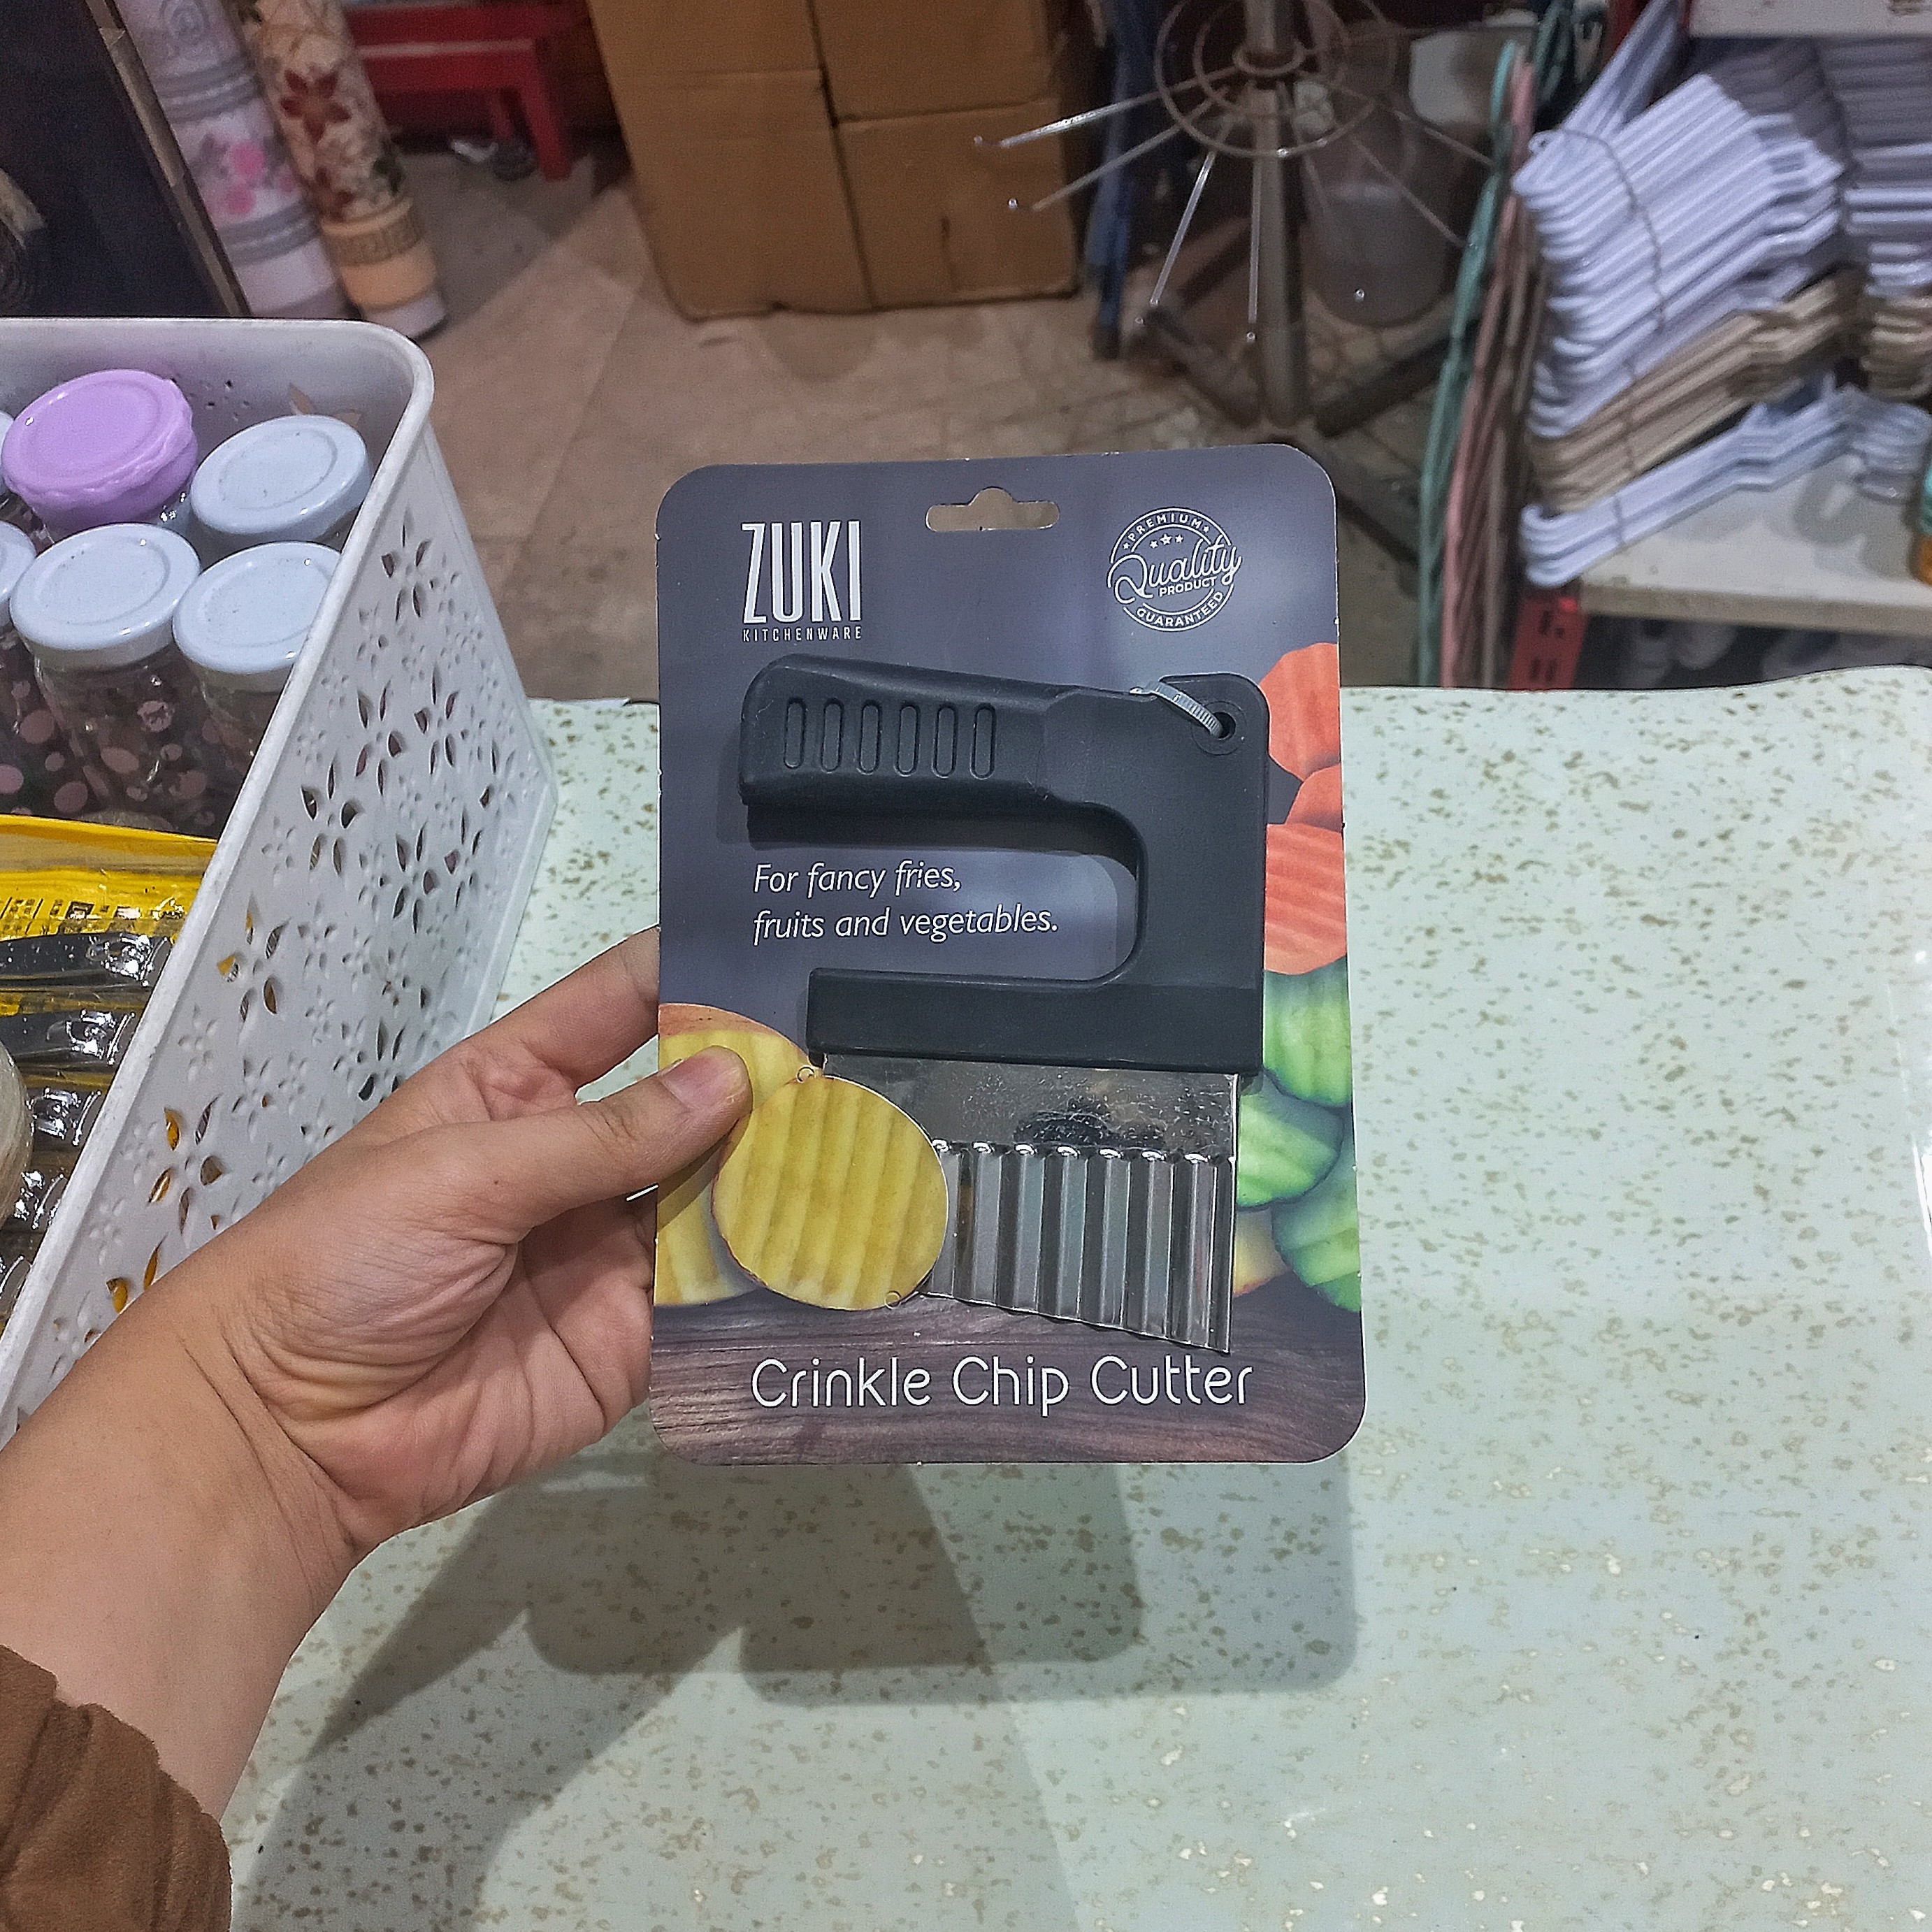 ZUKI
KITCHENWARE
PREMIUM
Quality
PRODUCT
GUARANTEED
For fancy fries,
fruits and vegetables.
Crinkle Chip Cutter